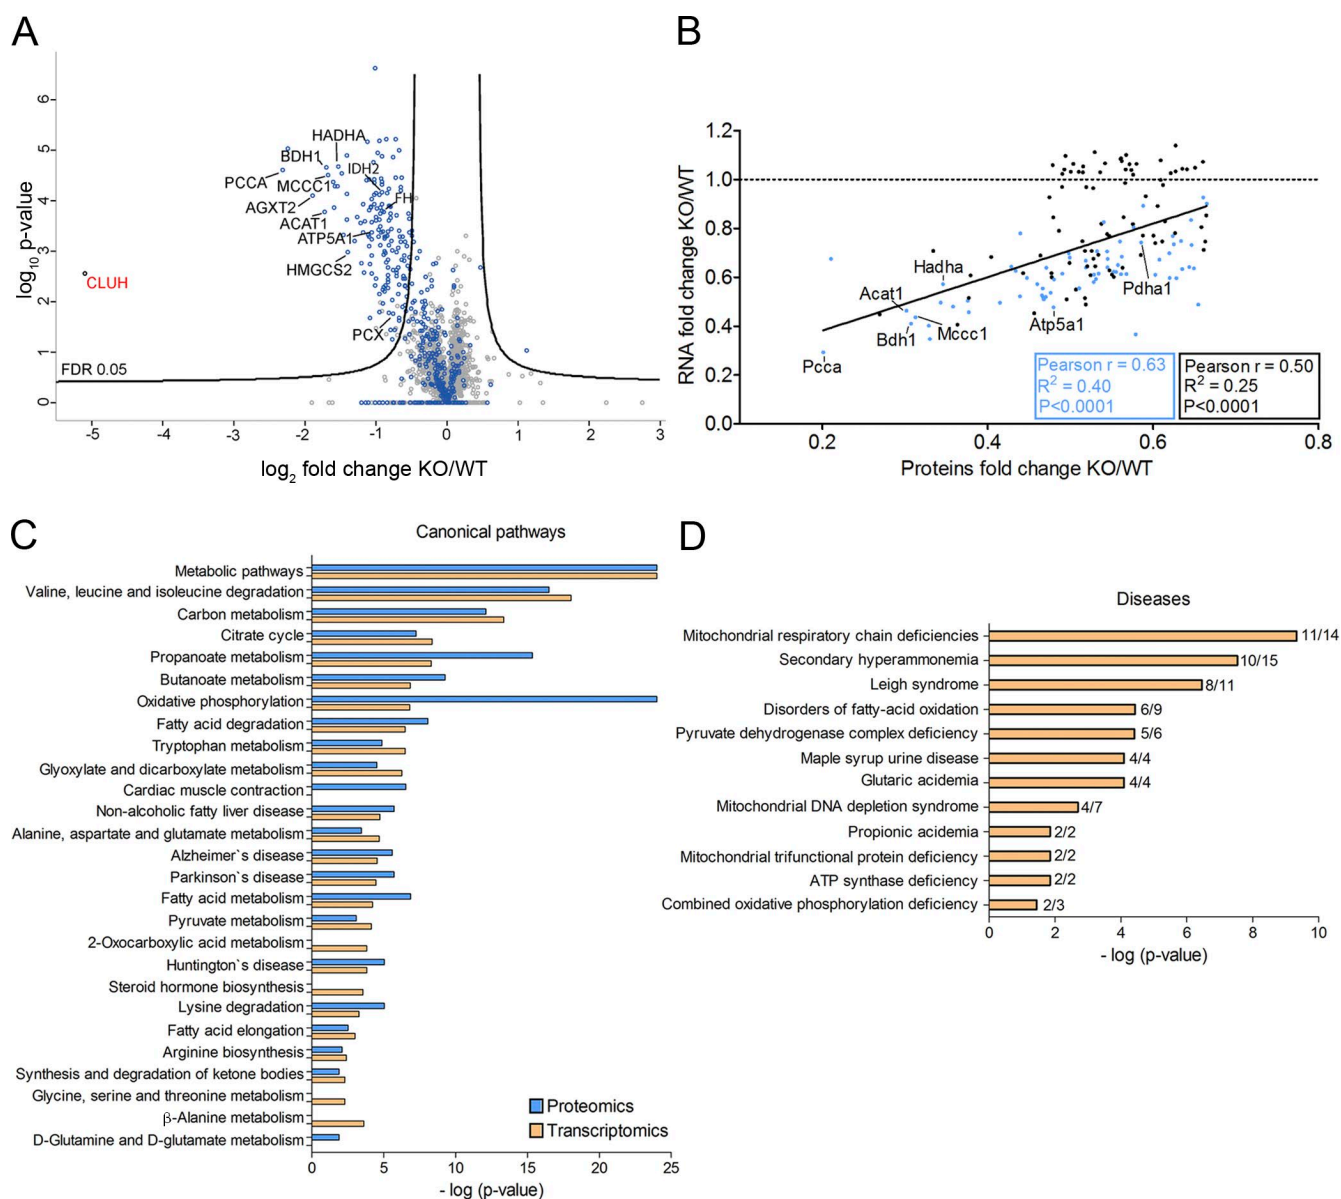 A
B
HADHA
BDH1
IDH2
PCCA
MCCC1
AGXT2
FH
ACAT1
ATP5A1
HMGCS2
CLUH
PCX
FDR 0.05
6
5
4
3
2
1
0
log10 p-value
-5
-4
-3
-2
-1
0
1
2
3
log2 fold change KO/WT
1.2
1.0
0.8
0.6
0.4
0.2
0.0
RNA fold change KO/WT
Hadha
Acat1
Pdha1
Bdh1
Mccc1
Atp5a1
Pcca
Pearson r = 0.63
R2 = 0.40
P<0.0001
Pearson r = 0.50
R2 = 0.25
P<0.0001
0.2
0.4
0.6
0.8
Proteins fold change KO/WT
C
Canonical pathways
Metabolic pathways
Valine, leucine and isoleucine degradation
Carbon metabolism
Citrate cycle
Propanoate metabolism
Butanoate metabolism
Oxidative phosphorylation
Fatty acid degradation
Tryptophan metabolism
Glyoxylate and dicarboxylate metabolism
Cardiac muscle contraction
Non-alcoholic fatty liver disease
Alanine, aspartate and glutamate metabolism
Alzheimer`s disease
Parkinson`s disease
Fatty acid metabolism
Pyruvate metabolism
2-Oxocarboxylic acid metabolism
Huntington`s disease
Steroid hormone biosynthesis
Lysine degradation
Fatty acid elongation
Arginine biosynthesis
Synthesis and degradation of ketone bodies
Glycine, serine and threonine metabolism
β-Alanine metabolism
D-Glutamine and D-glutamate metabolism
Proteomics
Transcriptomics
0
5
10
15
20
25
- log (p-value)
D
Diseases
Mitochondrial respiratory chain deficiencies 11/14
Secondary hyperammonemia 10/15
Leigh syndrome 8/11
Disorders of fatty-acid oxidation 6/9
Pyruvate dehydrogenase complex deficiency 5/6
Maple syrup urine disease 4/4
Glutaric acidemia 4/4
Mitochondrial DNA depletion syndrome 4/7
Propionic acidemia 2/2
Mitochondrial trifunctional protein deficiency 2/2
ATP synthase deficiency 2/2
Combined oxidative phosphorylation deficiency 2/3
0
2
4
6
8
10
- log (p-value)